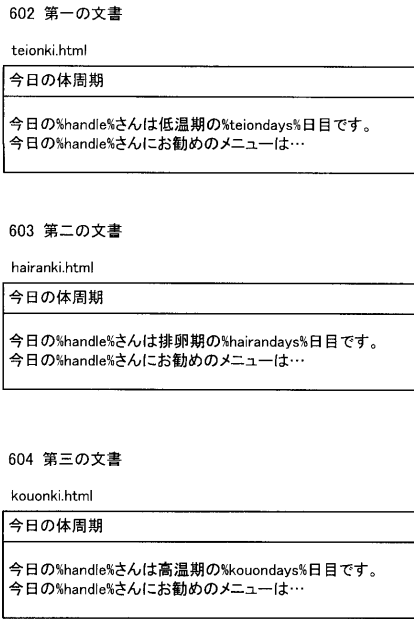 602 第一の文書
teionki.html
今日の体周期
今日の%handle%さんは低温期の%teiondays%日目です。
今日の%handle%さんにお勧めのメニューは…
603 第二の文書
hairanki.html
今日の体周期
今日の%handle%さんは排卵期の%hairandays%日目です。
今日の%handle%さんにお勧めのメニューは…
604 第三の文書
kouonki.html
今日の体周期
今日の%handle%さんは高温期の%kouondays%日目です。
今日の%handle%さんにお勧めのメニューは…